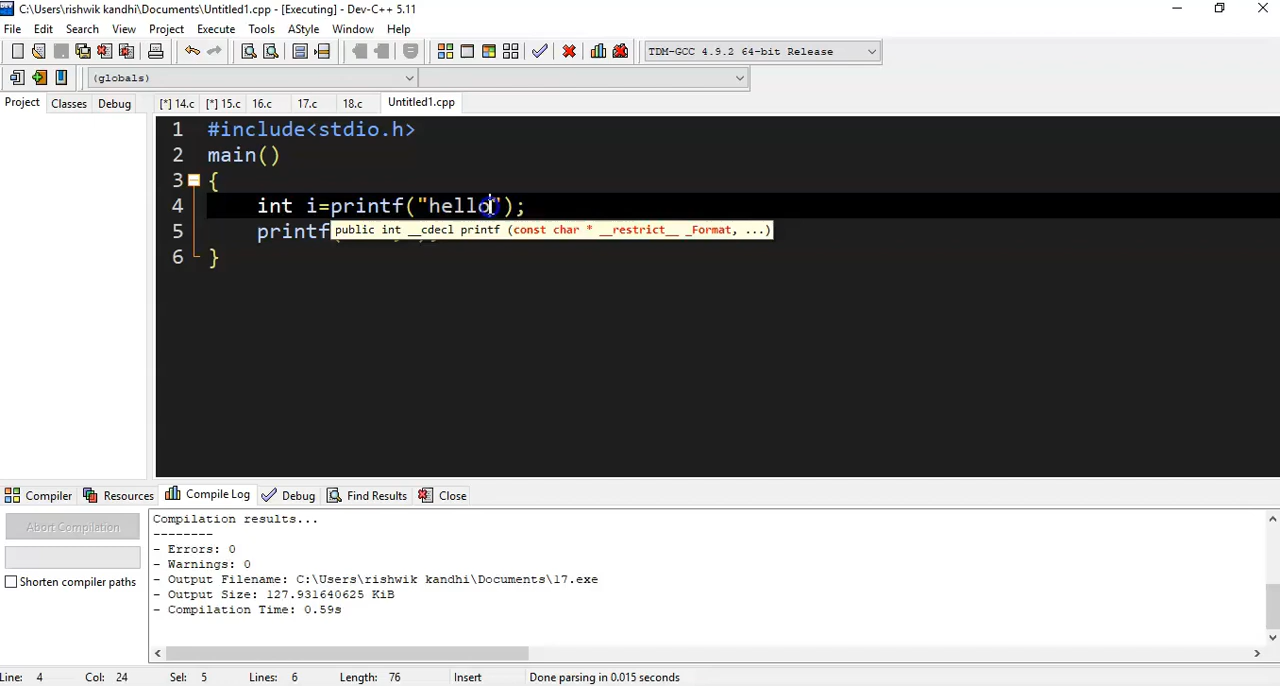 C:\Users\rishwik kandhi\Documents\Untitled1.cpp - [Executing] - Dev-C++ 5.11
File Edit Search View Project Execute Tools AStyle Window Help
TDM-GCC 4.9.2 64-bit Release
(globals)
Project Classes Debug [*] 14.c [*] 15.c 16.c 17.c 18.c Untitled1.cpp
1 #include<stdio.h>
2 main()
3 {
4 int i=printf("hello");
5 printf
public int __cdecl printf (const char * __restrict__ _Format, ...)
6 }
Compiler Resources Compile Log Debug Find Results Close
Abort Compilation
Shorten compiler paths
Compilation results...
--------
- Errors: 0
- Warnings: 0
- Output Filename: C:\Users\rishwik kandhi\Documents\17.exe
- Output Size: 127.931640625 KiB
- Compilation Time: 0.59s
Line: 4 Col: 24 Sel: 5 Lines: 6 Length: 76 Insert Done parsing in 0.015 seconds